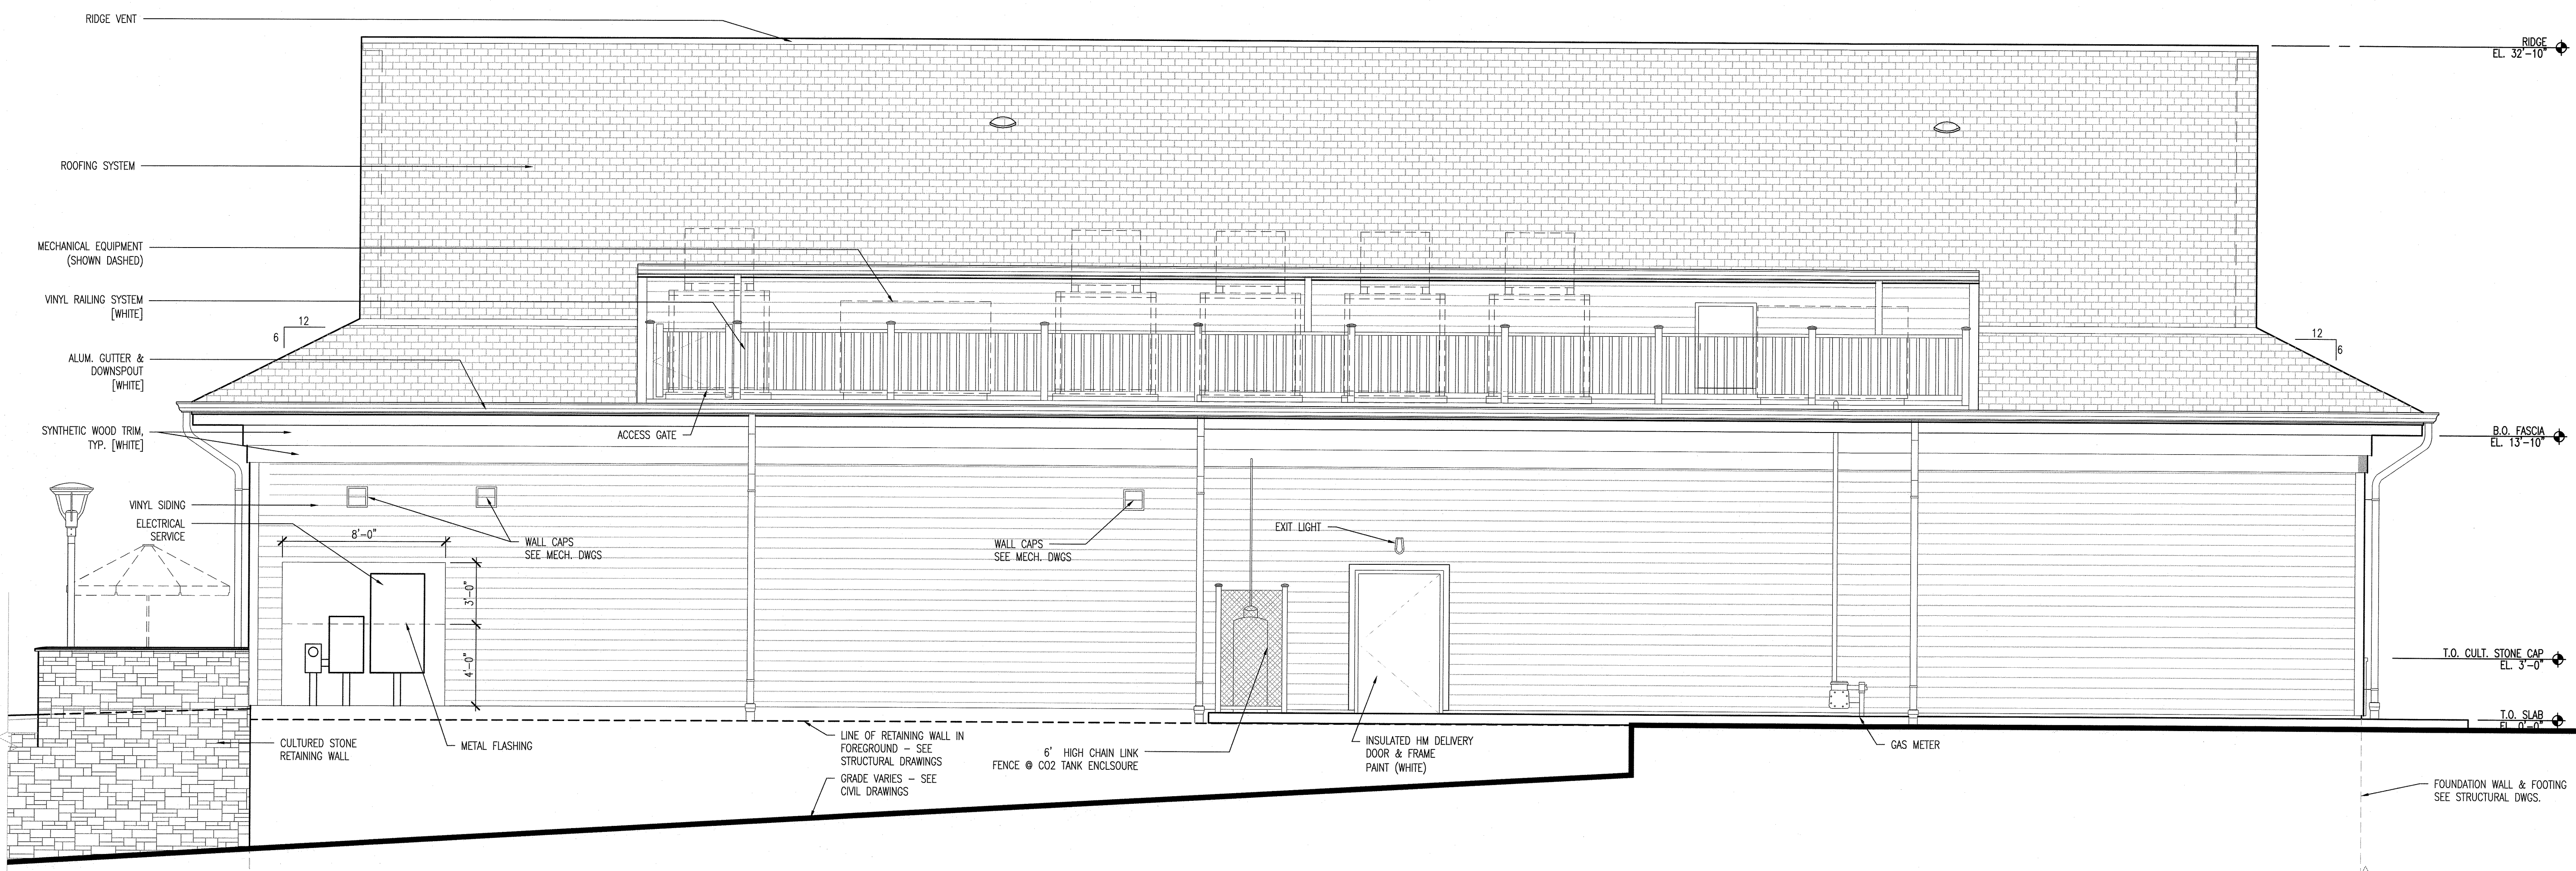 RIDGE VENT
RIDGE
EL. 32'-10"
ROOFING SYSTEM
MECHANICAL EQUIPMENT
(SHOWN DASHED)
VINYL RAILING SYSTEM
[WHITE]
12
6
12
6
ALUM. GUTTER &
DOWNSPOUT
[WHITE]
SYNTHETIC WOOD TRIM,
TYP. [WHITE]
ACCESS GATE
B.O. FASCIA
EL. 13'-10"
VINYL SIDING
ELECTRICAL
SERVICE
8'-0"
WALL CAPS
SEE MECH. DWGS
WALL CAPS
SEE MECH. DWGS
EXIT LIGHT
3'-0"
4'-0"
T.O. CULT. STONE CAP
EL. 3'-0"
T.O. SLAB
EL. 0'-0"
CULTURED STONE
RETAINING WALL
METAL FLASHING
LINE OF RETAINING WALL IN
FOREGROUND - SEE
STRUCTURAL DRAWINGS
GRADE VARIES - SEE
CIVIL DRAWINGS
6' HIGH CHAIN LINK
FENCE @ CO2 TANK ENCLSOURE
INSULATED HM DELIVERY
DOOR & FRAME
PAINT (WHITE)
GAS METER
FOUNDATION WALL & FOOTING
SEE STRUCTURAL DWGS.